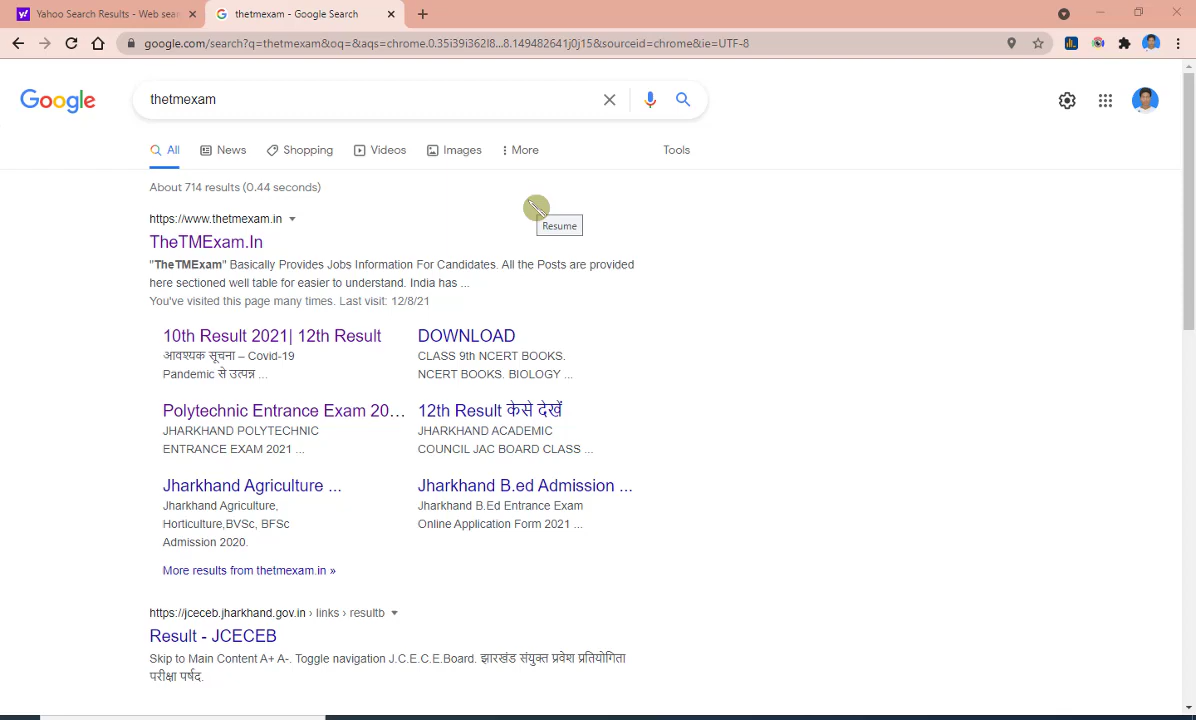 Yahoo Search Results - Web sear
thetmexam - Google Search
google.com/search?q=thetmexam&oq=&aqs=chrome.0.35i39i362l8...8.149482641j0j15&sourceid=chrome&ie=UTF-8
Google
thetmexam
All News Shopping Videos Images More Tools
About 714 results (0.44 seconds)
Resume
https://www.thetmexam.in
TheTMExam.In
"TheTMExam" Basically Provides Jobs Information For Candidates. All the Posts are provided
here sectioned well table for easier to understand. India has ...
You've visited this page many times. Last visit: 12/8/21
10th Result 2021| 12th Result
आवश्यक सूचना – Covid-19
Pandemic से उत्पन्न ...
DOWNLOAD
CLASS 9th NCERT BOOKS.
NCERT BOOKS. BIOLOGY ...
Polytechnic Entrance Exam 20...
JHARKHAND POLYTECHNIC
ENTRANCE EXAM 2021 ...
12th Result केसे देखें
JHARKHAND ACADEMIC
COUNCIL JAC BOARD CLASS ...
Jharkhand Agriculture ...
Jharkhand Agriculture,
Horticulture,BVSc, BFSc
Admission 2020.
Jharkhand B.ed Admission ...
Jharkhand B.Ed Entrance Exam
Online Application Form 2021 ...
More results from thetmexam.in »
https://jceceb.jharkhand.gov.in › links › resultb
Result - JCECEB
Skip to Main Content A+ A-. Toggle navigation J.C.E.C.E.Board. झारखंड संयुक्त प्रवेश प्रतियोगिता
परीक्षा पर्षद.